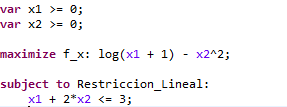 var x1 >= 0;
var x2 >= 0;
maximize f_x: log(x1 + 1) - x2^2;
subject to Restriccion_Lineal:
x1 + 2*x2 <= 3;